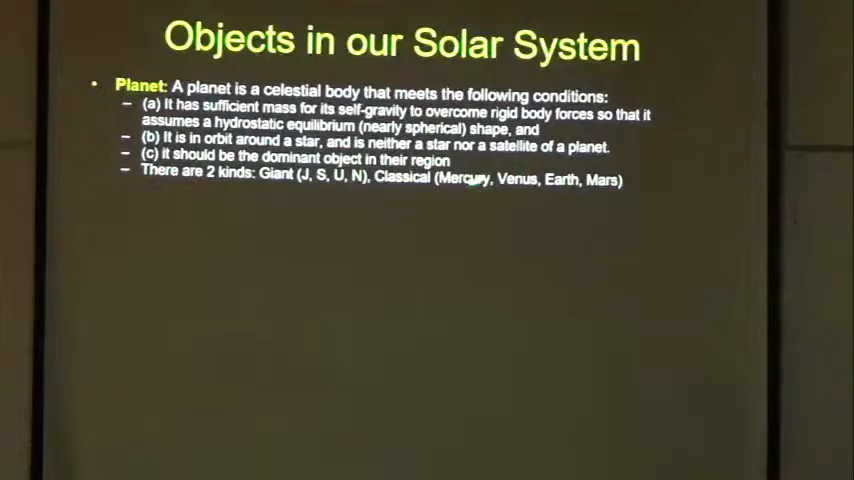 Objects in our Solar System
• Planet: A planet is a celestial body that meets the following conditions:
– (a) It has sufficient mass for its self-gravity to overcome rigid body forces so that it
assumes a hydrostatic equilibrium (nearly spherical) shape, and
– (b) It is in orbit around a star, and is neither a star nor a satellite of a planet.
– (c) it should be the dominant object in their region
– There are 2 kinds: Giant (J, S, U, N), Classical (Mercury, Venus, Earth, Mars)